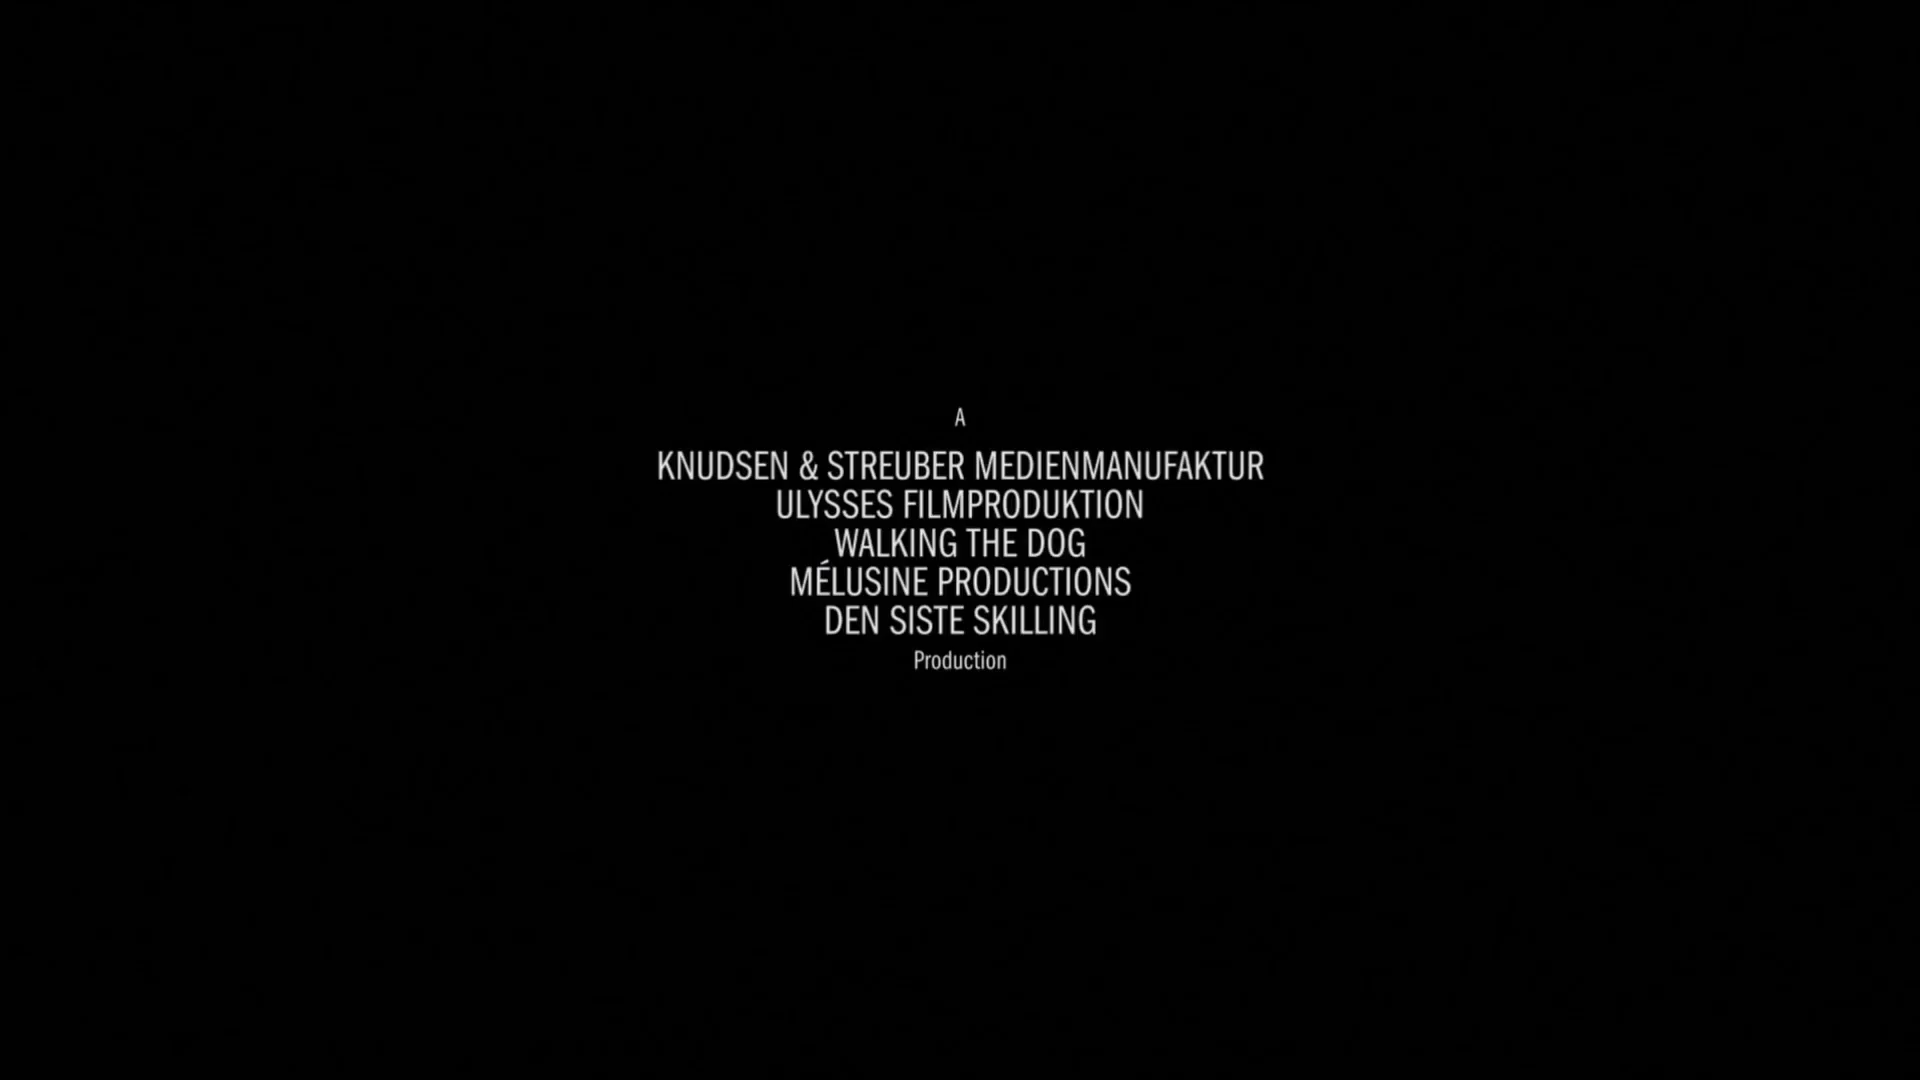 A
KNUDSEN & STREUBER MEDIENMANUFAKTUR
ULYSSES FILMPRODUKTION
WALKING THE DOG
MÉLUSINE PRODUCTIONS
DEN SISTE SKILLING
Production